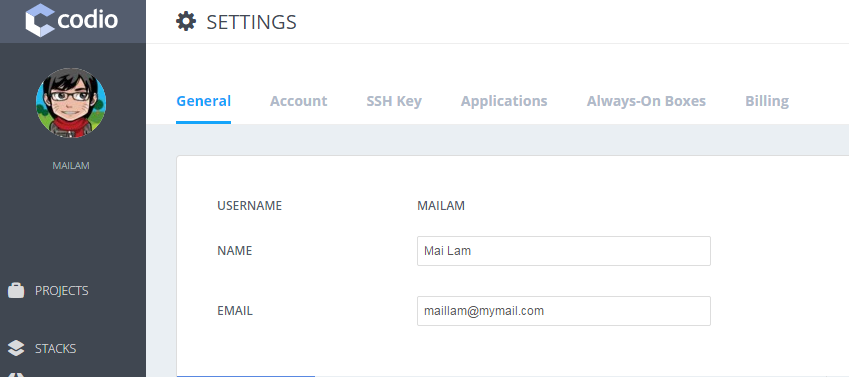 codio
SETTINGS
General Account SSH Key Applications Always-On Boxes Billing
MAILAM
USERNAME MAILAM
NAME Mai Lam
EMAIL maillam@mymail.com
PROJECTS
STACKS